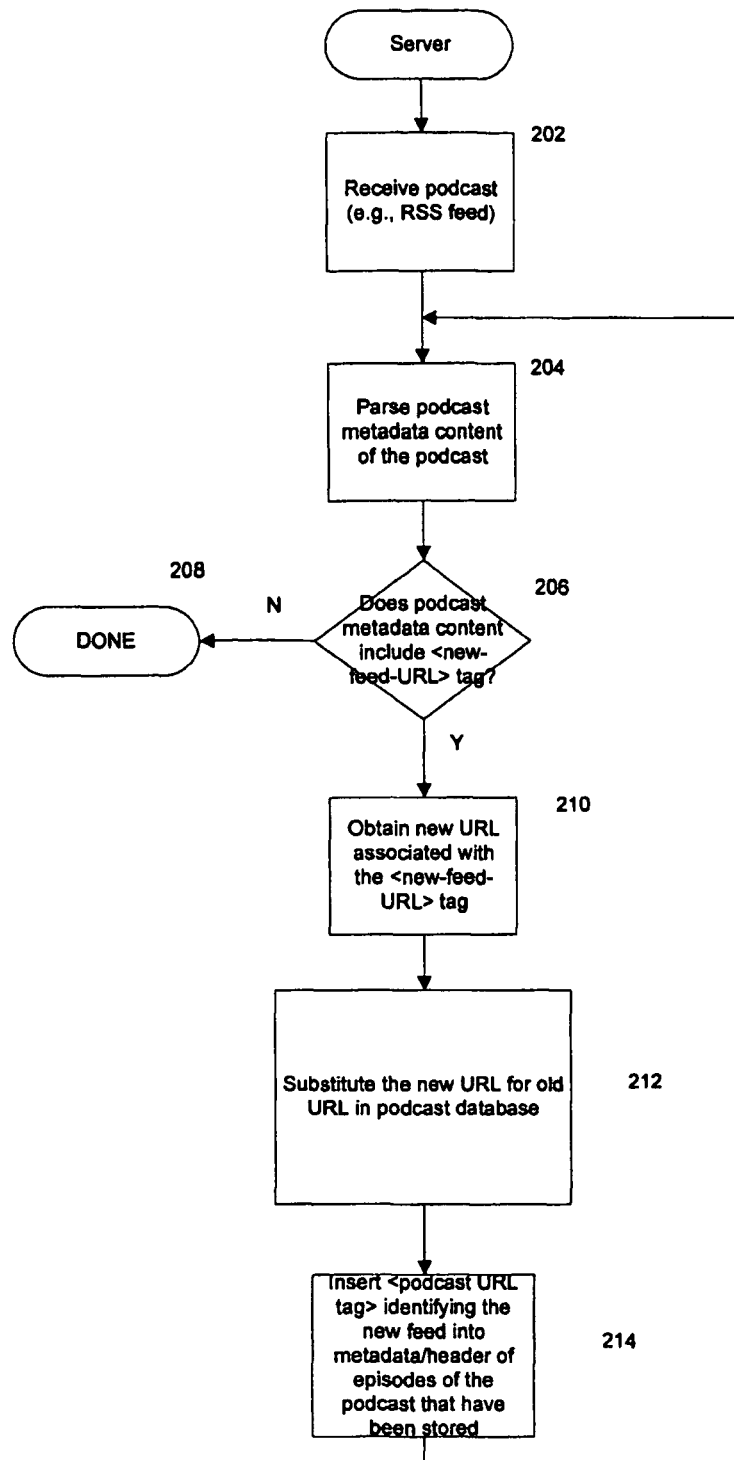 Server
202
Receive podcast
(e.g., RSS feed)
204
Parse podcast
metadata content
of the podcast
208
206
N
DONE
Does podcast
metadata content
include <new-
feed-URL> tag?
Y
210
Obtain new URL
associated with
the <new-feed-
URL> tag
212
Substitute the new URL for old
URL in podcast database
Insert <podcast URL
tag> identifying the
new feed into
metadata/header of
episodes of the
podcast that have
been stored
214